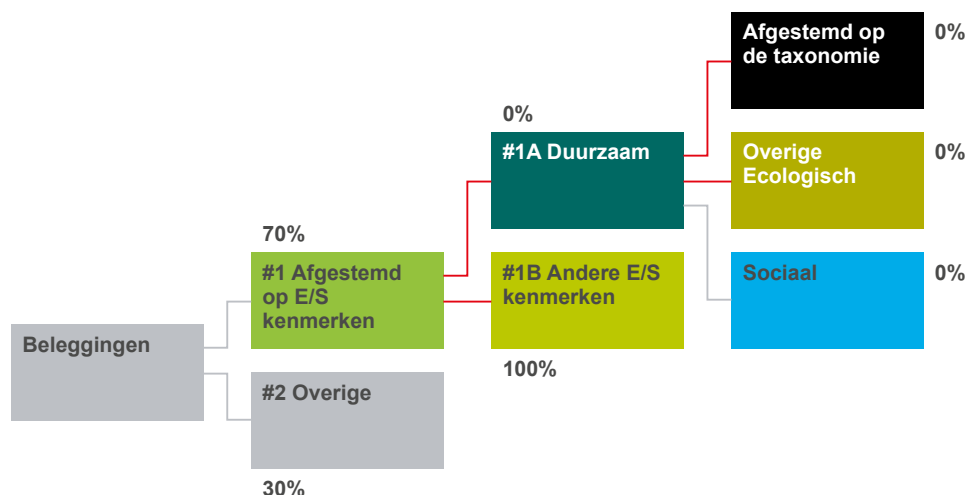 Afgestemd op
de taxonomie
0%
0%
#1A Duurzaam
Overige
Ecologisch
0%
70%
#1 Afgestemd
op E/S
kenmerken
#1B Andere E/S
kenmerken
Sociaal
0%
Beleggingen
100%
#2 Overige
30%